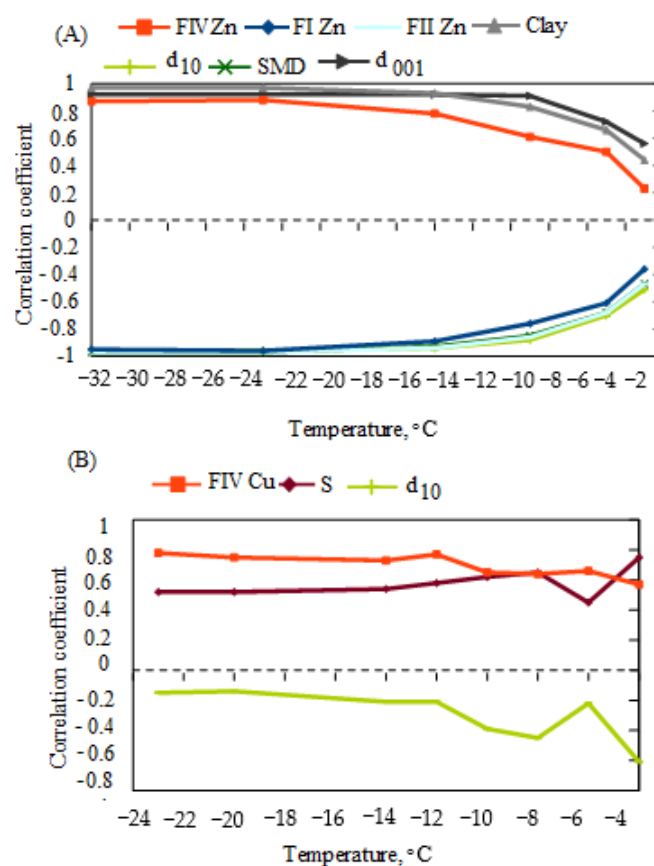 (A)
FIV Zn FI Zn FII Zn Clay
d10 SMD d001
1
0.8
0.6
0.4
0.2
0
-0.2
-0.4
-0.6
-0.8
-1
Correlation coefficient
−32 −30 −28 −26 −24 −22 −20 −18 −16 −14 −12 −10 −8 −6 −4 −2
Temperature, °C
(B)
FIV Cu S d10
1
0.8
0.6
0.4
0.2
0
-0.2
-0.4
-0.6
-0.8
Correlation coefficient
−24 −22 −20 −18 −16 −14 −12 −10 −8 −6 −4
Temperature, °C